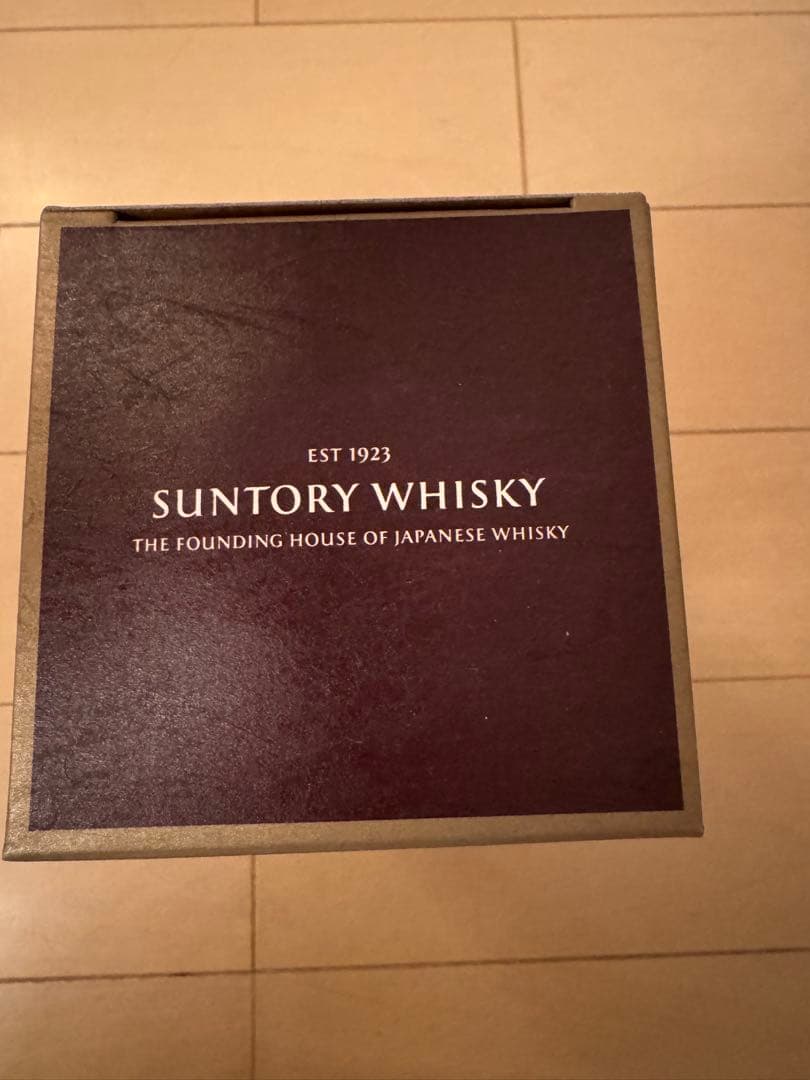 EST 1923
SUNTORY WHISKY
THE FOUNDING HOUSE OF JAPANESE WHISKY